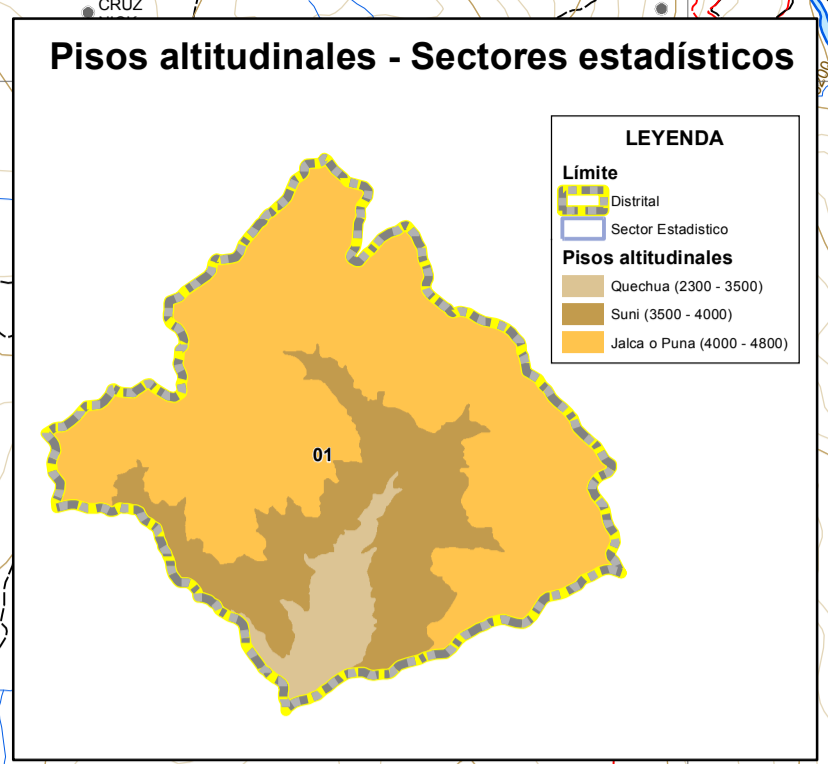 CRUZ
Pisos altitudinales - Sectores estadísticos
LEYENDA
Límite
Distrital
Sector Estadistico
Pisos altitudinales
Quechua (2300 - 3500)
Suni (3500 - 4000)
Jalca o Puna (4000 - 4800)
01